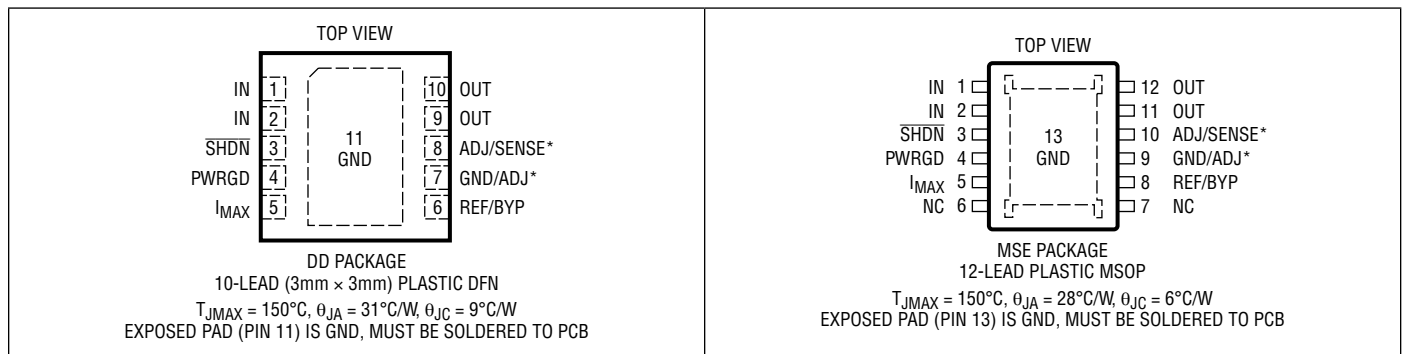 TOP VIEW
IN 1
IN 2
SHDN 3
PWRGD 4
IMAX 5
11
GND
10 OUT
9 OUT
8 ADJ/SENSE*
7 GND/ADJ*
6 REF/BYP
DD PACKAGE
10-LEAD (3mm × 3mm) PLASTIC DFN
TJMAX = 150°C, θJA = 31°C/W, θJC = 9°C/W
EXPOSED PAD (PIN 11) IS GND, MUST BE SOLDERED TO PCB
TOP VIEW
IN 1
IN 2
SHDN 3
PWRGD 4
IMAX 5
NC 6
13
GND
12 OUT
11 OUT
10 ADJ/SENSE*
9 GND/ADJ*
8 REF/BYP
7 NC
MSE PACKAGE
12-LEAD PLASTIC MSOP
TJMAX = 150°C, θJA = 28°C/W, θJC = 6°C/W
EXPOSED PAD (PIN 13) IS GND, MUST BE SOLDERED TO PCB